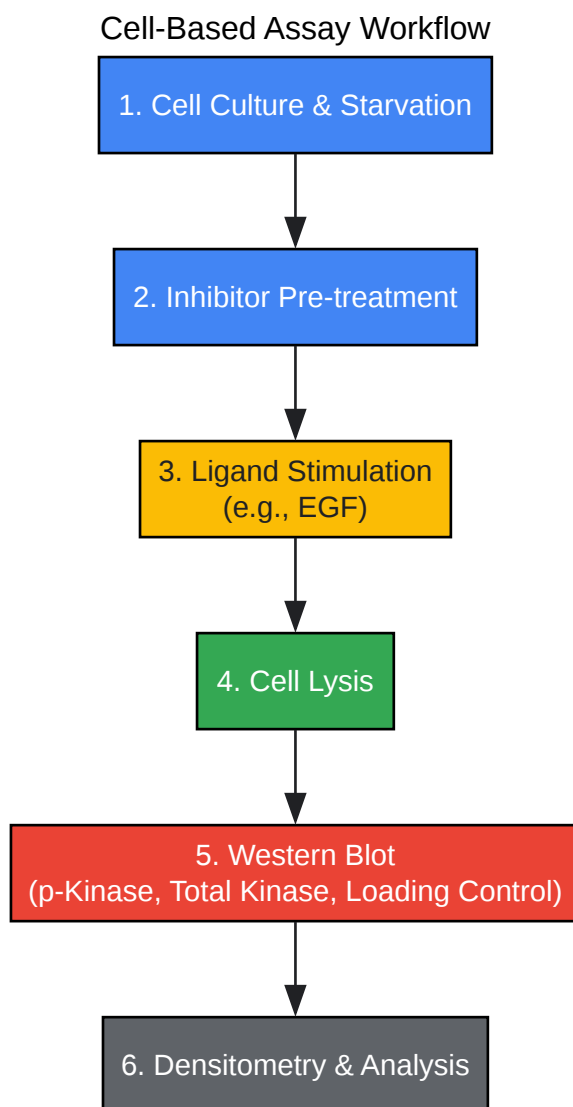 Cell-Based Assay Workflow
1. Cell Culture & Starvation
2. Inhibitor Pre-treatment
3. Ligand Stimulation
(e.g., EGF)
4. Cell Lysis
5. Western Blot
(p-Kinase, Total Kinase, Loading Control)
6. Densitometry & Analysis